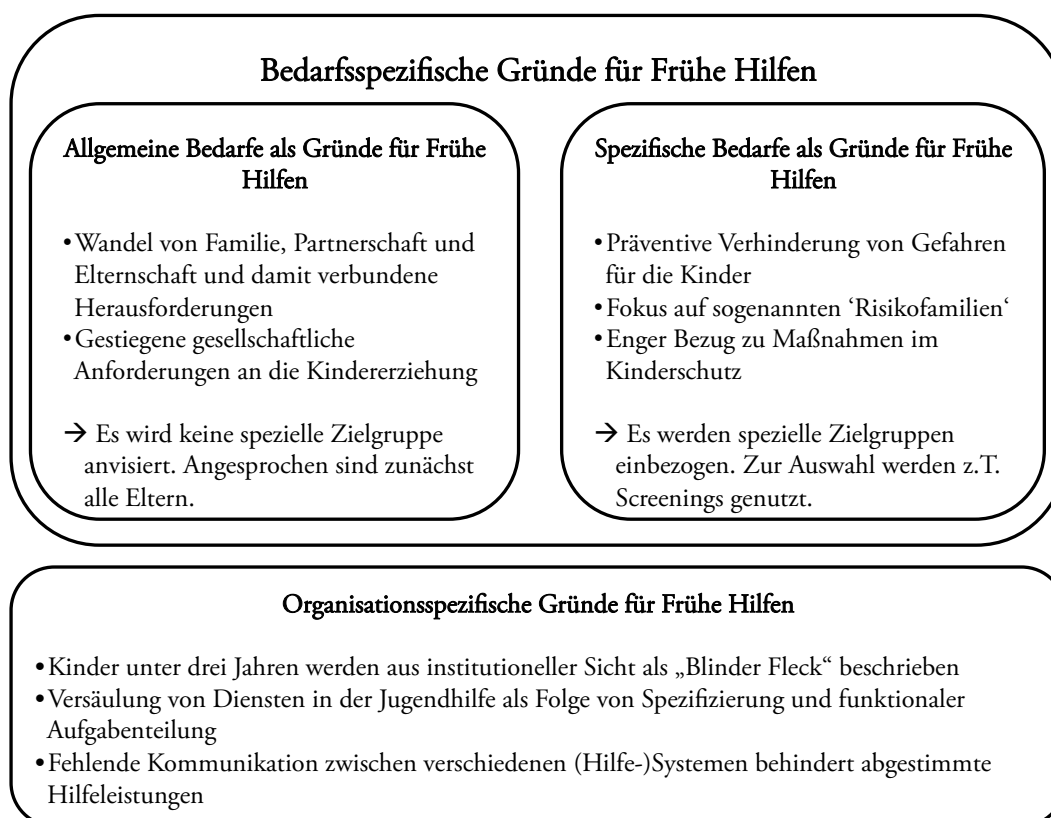 Bedarfsspezifische Gründe für Frühe Hilfen
Allgemeine Bedarfe als Gründe für Frühe
Hilfen
•Wandel von Familie, Partnerschaft und
Elternschaft und damit verbundene
Herausforderungen
•Gestiegene gesellschaftliche
Anforderungen an die Kindererziehung
→ Es wird keine spezielle Zielgruppe
anvisiert. Angesprochen sind zunächst
alle Eltern.
Spezifische Bedarfe als Gründe für Frühe
Hilfen
•Präventive Verhinderung von Gefahren
für die Kinder
•Fokus auf sogenannten ‘Risikofamilien‘
•Enger Bezug zu Maßnahmen im
Kinderschutz
→ Es werden spezielle Zielgruppen
einbezogen. Zur Auswahl werden z.T.
Screenings genutzt.
Organisationsspezifische Gründe für Frühe Hilfen
•Kinder unter drei Jahren werden aus institutioneller Sicht als „Blinder Fleck“ beschrieben
•Versäulung von Diensten in der Jugendhilfe als Folge von Spezifizierung und funktionaler
Aufgabenteilung
•Fehlende Kommunikation zwischen verschiedenen (Hilfe-)Systemen behindert abgestimmte
Hilfeleistungen